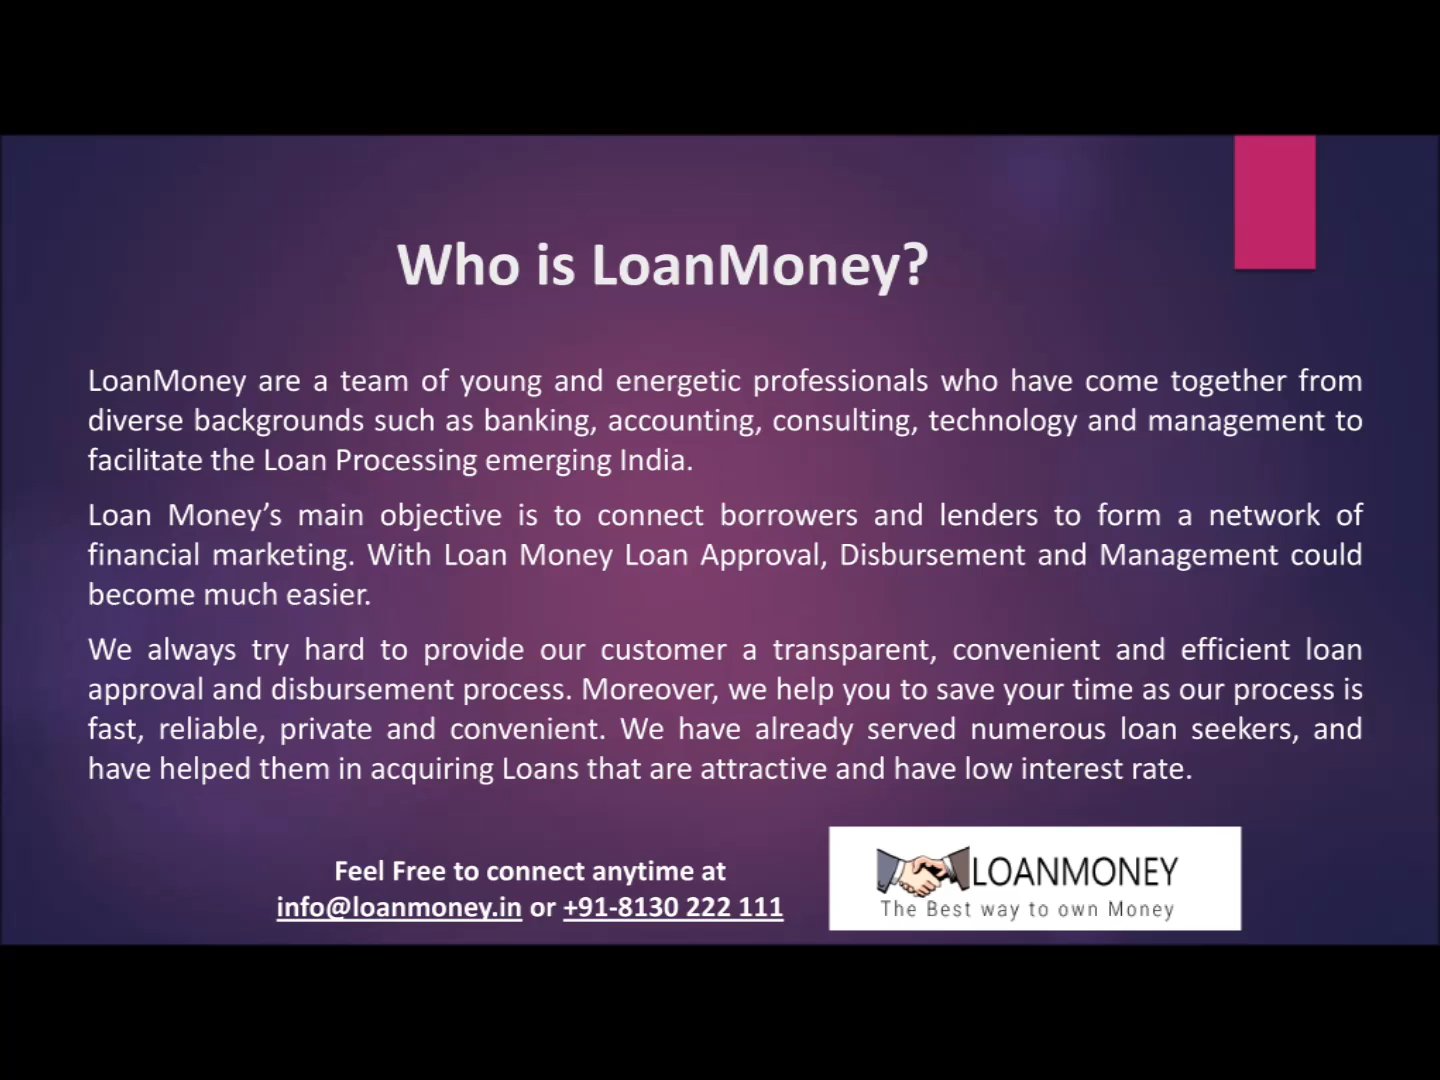 Who is LoanMoney?
LoanMoney are a team of young and energetic professionals who have come together from
diverse backgrounds such as banking, accounting, consulting, technology and management to
facilitate the Loan Processing emerging India.
Loan Money’s main objective is to connect borrowers and lenders to form a network of
financial marketing. With Loan Money Loan Approval, Disbursement and Management could
become much easier.
We always try hard to provide our customer a transparent, convenient and efficient loan
approval and disbursement process. Moreover, we help you to save your time as our process is
fast, reliable, private and convenient. We have already served numerous loan seekers, and
have helped them in acquiring Loans that are attractive and have low interest rate.
Feel Free to connect anytime at
info@loanmoney.in or +91-8130 222 111
LOANMONEY
The Best way to own Money